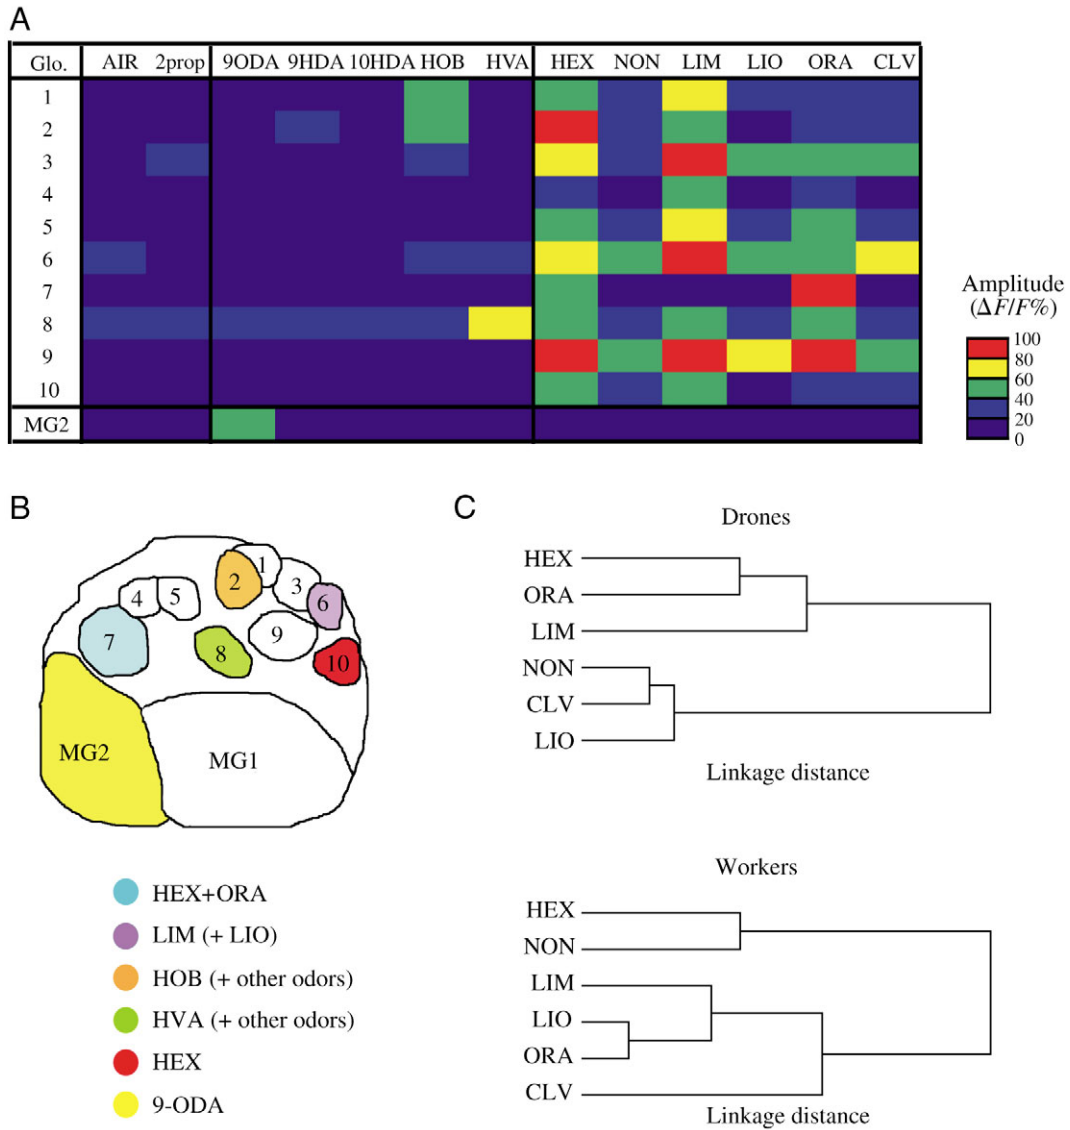 A
Glo. AIR 2prop 9ODA 9HDA 10HDA HOB HVA HEX NON LIM LIO ORA CLV
1
2
3
4
5
6
7
8
9
10
MG2
Amplitude
(ΔF/F%)
100
80
60
40
20
0
B
1
2
3
4
5
6
7
8
9
10
MG2
MG1
HEX+ORA
LIM (+ LIO)
HOB (+ other odors)
HVA (+ other odors)
HEX
9-ODA
C
Drones
HEX
ORA
LIM
NON
CLV
LIO
Linkage distance
Workers
HEX
NON
LIM
LIO
ORA
CLV
Linkage distance